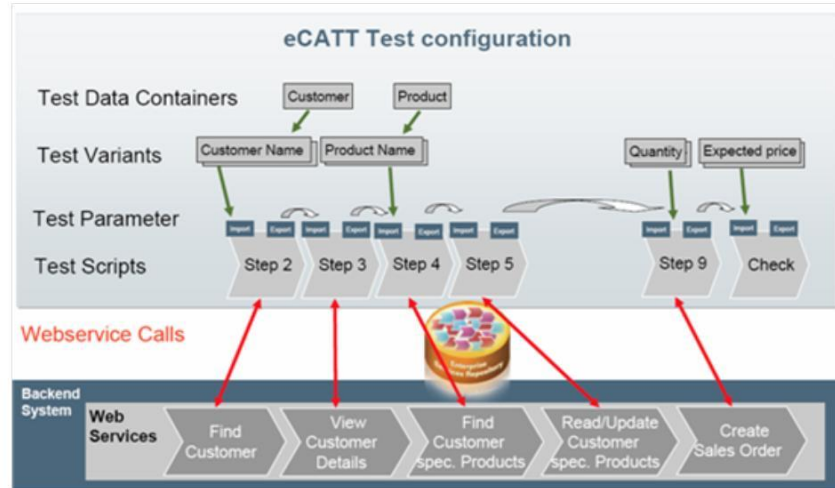 eCATT Test configuration
Test Data Containers
Customer
Product
Test Variants
Customer Name
Product Name
Quantity
Expected price
Test Parameter
Import Export Import Export Import Export Import Export Import Export Import Export
Test Scripts
Step 2
Step 3
Step 4
Step 5
Step 9
Check
Webservice Calls
Enterprise
Services Repository
Backend
System
Web
Services
Find
Customer
View
Customer
Details
Find
Customer
spec. Products
Read/Update
Customer
spec. Products
Create
Sales Order